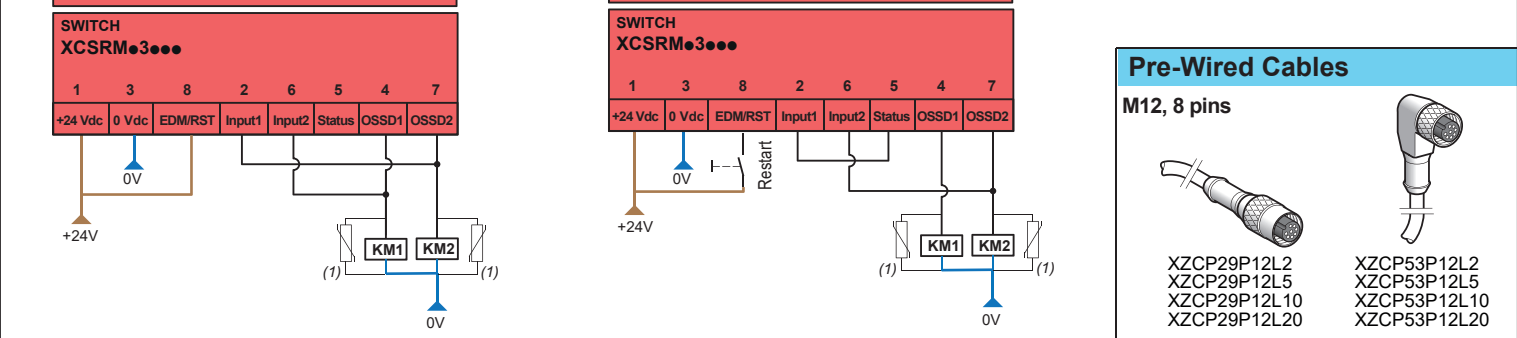 SWITCH
XCSRM●3●●●
1 3 8 2 6 5 4 7
+24 Vdc 0 Vdc EDM/RST Input1 Input2 Status OSSD1 OSSD2
0V
+24V
KM1 KM2
(1) (1)
0V
SWITCH
XCSRM●3●●●
1 3 8 2 6 5 4 7
+24 Vdc 0 Vdc EDM/RST Input1 Input2 Status OSSD1 OSSD2
Restart
0V
+24V
KM1 KM2
(1) (1)
0V
Pre-Wired Cables
M12, 8 pins
XZCP29P12L2
XZCP29P12L5
XZCP29P12L10
XZCP29P12L20
XZCP53P12L2
XZCP53P12L5
XZCP53P12L10
XZCP53P12L20